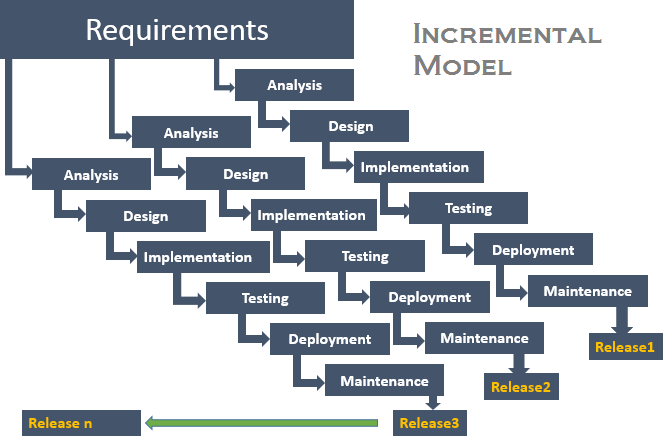 Requirements
INCREMENTAL
MODEL
Analysis
Design
Implementation
Testing
Deployment
Maintenance
Release1
Analysis
Design
Implementation
Testing
Deployment
Maintenance
Release2
Analysis
Design
Implementation
Testing
Deployment
Maintenance
Release3
Release n